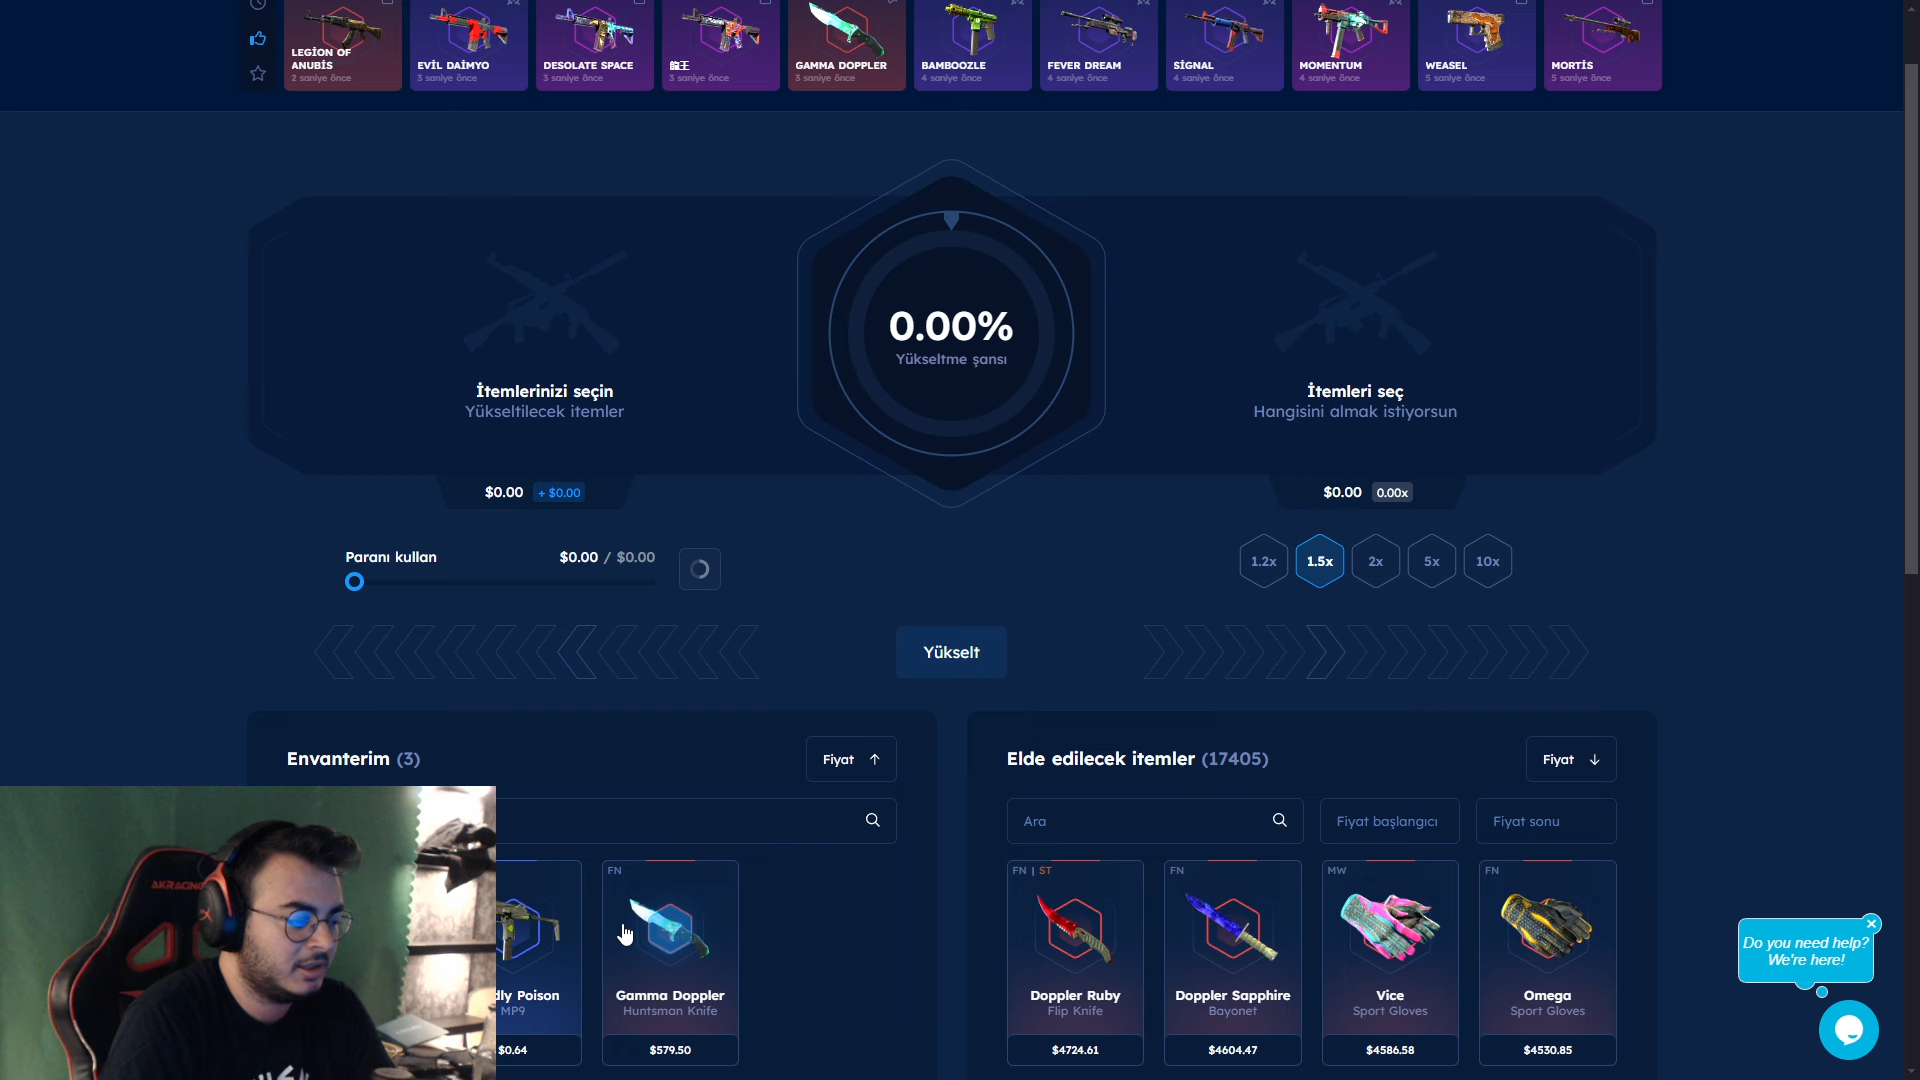 LEGİON OF
ANUBİS
2 saniye önce
EVİL DAİMYO
3 saniye önce
DESOLATE SPACE
3 saniye önce
龍王
3 saniye önce
GAMMA DOPPLER
3 saniye önce
BAMBOOZLE
4 saniye önce
FEVER DREAM
4 saniye önce
SİGNAL
4 saniye önce
MOMENTUM
4 saniye önce
WEASEL
5 saniye önce
MORTİS
5 saniye önce
0.00%
Yükseltme şansı
İtemlerinizi seçin
Yükseltilecek itemler
İtemleri seç
Hangisini almak istiyorsun
$0.00 + $0.00
$0.00 0.00x
Paranı kullan $0.00 / $0.00
1.2x 1.5x 2x 5x 10x
Yükselt
Envanterim (3)
Fiyat ↑
Elde edilecek itemler (17405)
Fiyat ↓
Ara
Fiyat başlangıcı
Fiyat sonu
AKRACING
dly Poison
MP9
$0.64
FN
Gamma Doppler
Huntsman Knife
$579.50
FN | ST
Doppler Ruby
Flip Knife
$4724.61
FN
Doppler Sapphire
Bayonet
$4604.47
MW
Vice
Sport Gloves
$4586.58
FN
Omega
Sport Gloves
$4530.85
Do you need help?
We're here!